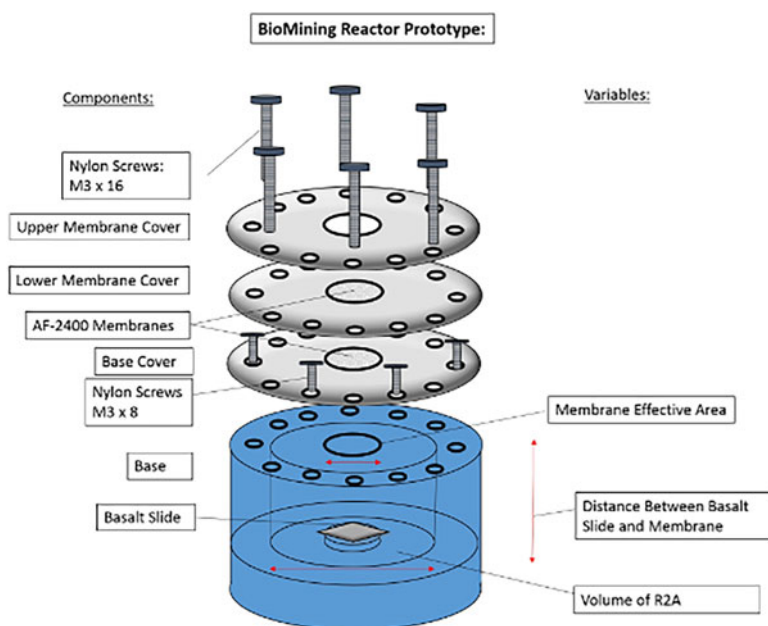 BioMining Reactor Prototype:
Components:
Variables:
Nylon Screws:
M3 x 16
Upper Membrane Cover
Lower Membrane Cover
AF-2400 Membranes
Base Cover
Nylon Screws
M3 x 8
Membrane Effective Area
Base
Basalt Slide
Distance Between Basalt
Slide and Membrane
Volume of R2A